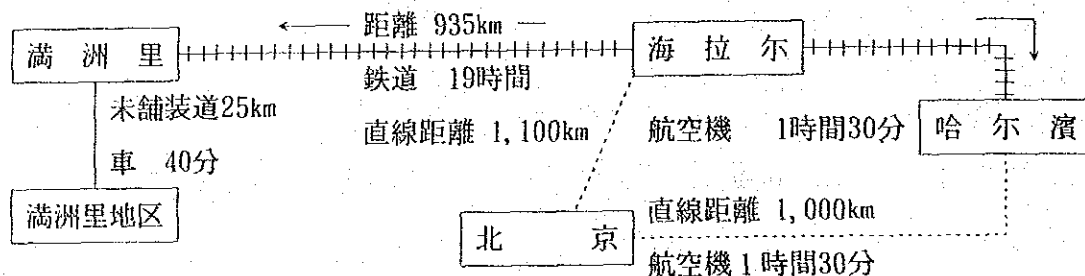 距離 935km
満洲里
海拉尔
鉄道 19時間
未舗装道25km
直線距離 1,100km
航空機 1時間30分
哈尔濱
車 40分
満洲里地区
直線距離 1,000km
北京
航空機1時間30分